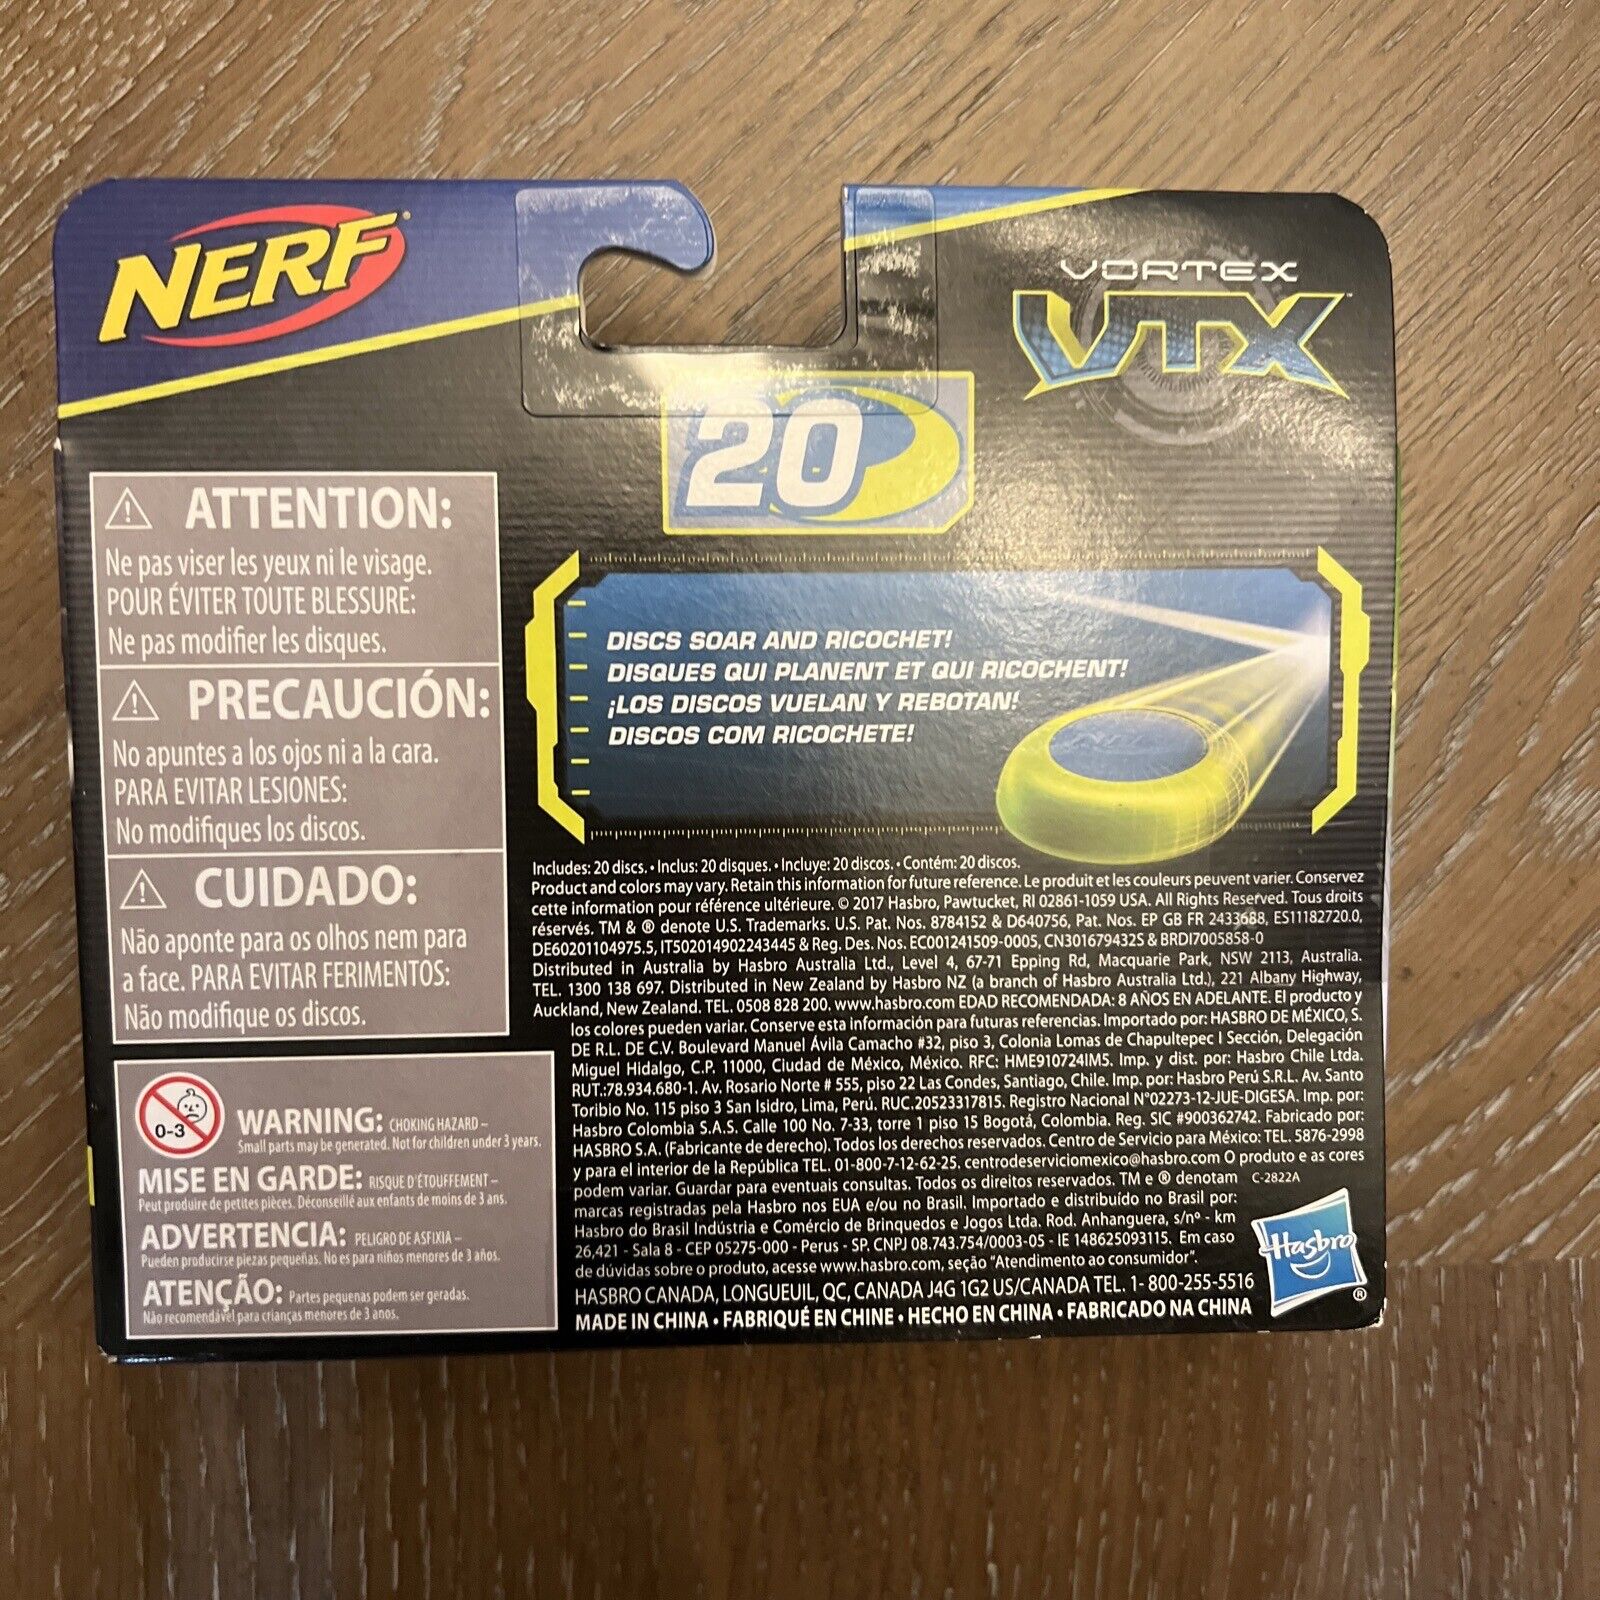 NERF®
VORTEX
VTX™
20
ATTENTION:
Ne pas viser les yeux ni le visage.
POUR ÉVITER TOUTE BLESSURE:
Ne pas modifier les disques.
PRECAUCIÓN:
No apuntes a los ojos ni a la cara.
PARA EVITAR LESIONES:
No modifiques los discos.
CUIDADO:
Não aponte para os olhos nem para
a face. PARA EVITAR FERIMENTOS:
Não modifique os discos.
0-3
WARNING: CHOKING HAZARD –
Small parts may be generated. Not for children under 3 years.
MISE EN GARDE: RISQUE D'ÉTOUFFEMENT –
Peut produire de petites pièces. Déconseillé aux enfants de moins de 3 ans.
ADVERTENCIA: PELIGRO DE ASFIXIA –
Pueden producirse piezas pequeñas. No es para niños menores de 3 años.
ATENÇÃO: Partes pequenas podem ser geradas.
Não recomendável para crianças menores de 3 anos.
DISCS SOAR AND RICOCHET!
DISQUES QUI PLANENT ET QUI RICOCHENT!
¡LOS DISCOS VUELAN Y REBOTAN!
DISCOS COM RICOCHETE!
Includes: 20 discs. • Inclus: 20 disques. • Incluye: 20 discos. • Contém: 20 discos.
Product and colors may vary. Retain this information for future reference. Le produit et les couleurs peuvent varier. Conservez
cette information pour référence ultérieure. © 2017 Hasbro, Pawtucket, RI 02861-1059 USA. All Rights Reserved. Tous droits
réservés. TM & ® denote U.S. Trademarks. U.S. Pat. Nos. 8784152 & D640756, Pat. Nos. EP GB FR 2433688, ES11182720.0,
DE60201104975.5, IT502014902243445 & Reg. Des. Nos. EC001241509-0005, CN301679432S & BRDI7005858-0
Distributed in Australia by Hasbro Australia Ltd., Level 4, 67-71 Epping Rd, Macquarie Park, NSW 2113, Australia.
TEL. 1300 138 697. Distributed in New Zealand by Hasbro NZ (a branch of Hasbro Australia Ltd.), 221 Albany Highway,
Auckland, New Zealand. TEL. 0508 828 200. www.hasbro.com EDAD RECOMENDADA: 8 AÑOS EN ADELANTE. El producto y
los colores pueden variar. Conserve esta información para futuras referencias. Importado por: HASBRO DE MÉXICO, S.
DE R.L. DE C.V. Boulevard Manuel Ávila Camacho #32, piso 3, Colonia Lomas de Chapultepec I Sección, Delegación
Miguel Hidalgo, C.P. 11000, Ciudad de México, México. RFC: HME910724IM5. Imp. y dist. por: Hasbro Chile Ltda.
RUT.:78.934.680-1. Av. Rosario Norte # 555, piso 22 Las Condes, Santiago, Chile. Imp. por: Hasbro Perú S.R.L. Av. Santo
Toribio No. 115 piso 3 San Isidro, Lima, Perú. RUC.20523317815. Registro Nacional N°02273-12-JUE-DIGESA. Imp. por:
Hasbro Colombia S.A.S. Calle 100 No. 7-33, torre 1 piso 15 Bogotá, Colombia. Reg. SIC #900362742. Fabricado por:
HASBRO S.A. (Fabricante de derecho). Todos los derechos reservados. Centro de Servicio para México: TEL. 5876-2998
y para el interior de la República TEL. 01-800-7-12-62-25. centrodeserviciomexico@hasbro.com O produto e as cores
podem variar. Guardar para eventuais consultas. Todos os direitos reservados. TM e ® denotam C-2822A
marcas registradas pela Hasbro nos EUA e/ou no Brasil. Importado e distribuído no Brasil por:
Hasbro do Brasil Indústria e Comércio de Brinquedos e Jogos Ltda. Rod. Anhanguera, s/nº - km
26,421 - Sala 8 - CEP 05275-000 - Perus - SP. CNPJ 08.743.754/0003-05 - IE 148625093115. Em caso
de dúvidas sobre o produto, acesse www.hasbro.com, seção "Atendimento ao consumidor".
HASBRO CANADA, LONGUEUIL, QC, CANADA J4G 1G2 US/CANADA TEL. 1- 800-255-5516
MADE IN CHINA • FABRIQUÉ EN CHINE • HECHO EN CHINA • FABRICADO NA CHINA
Hasbro®